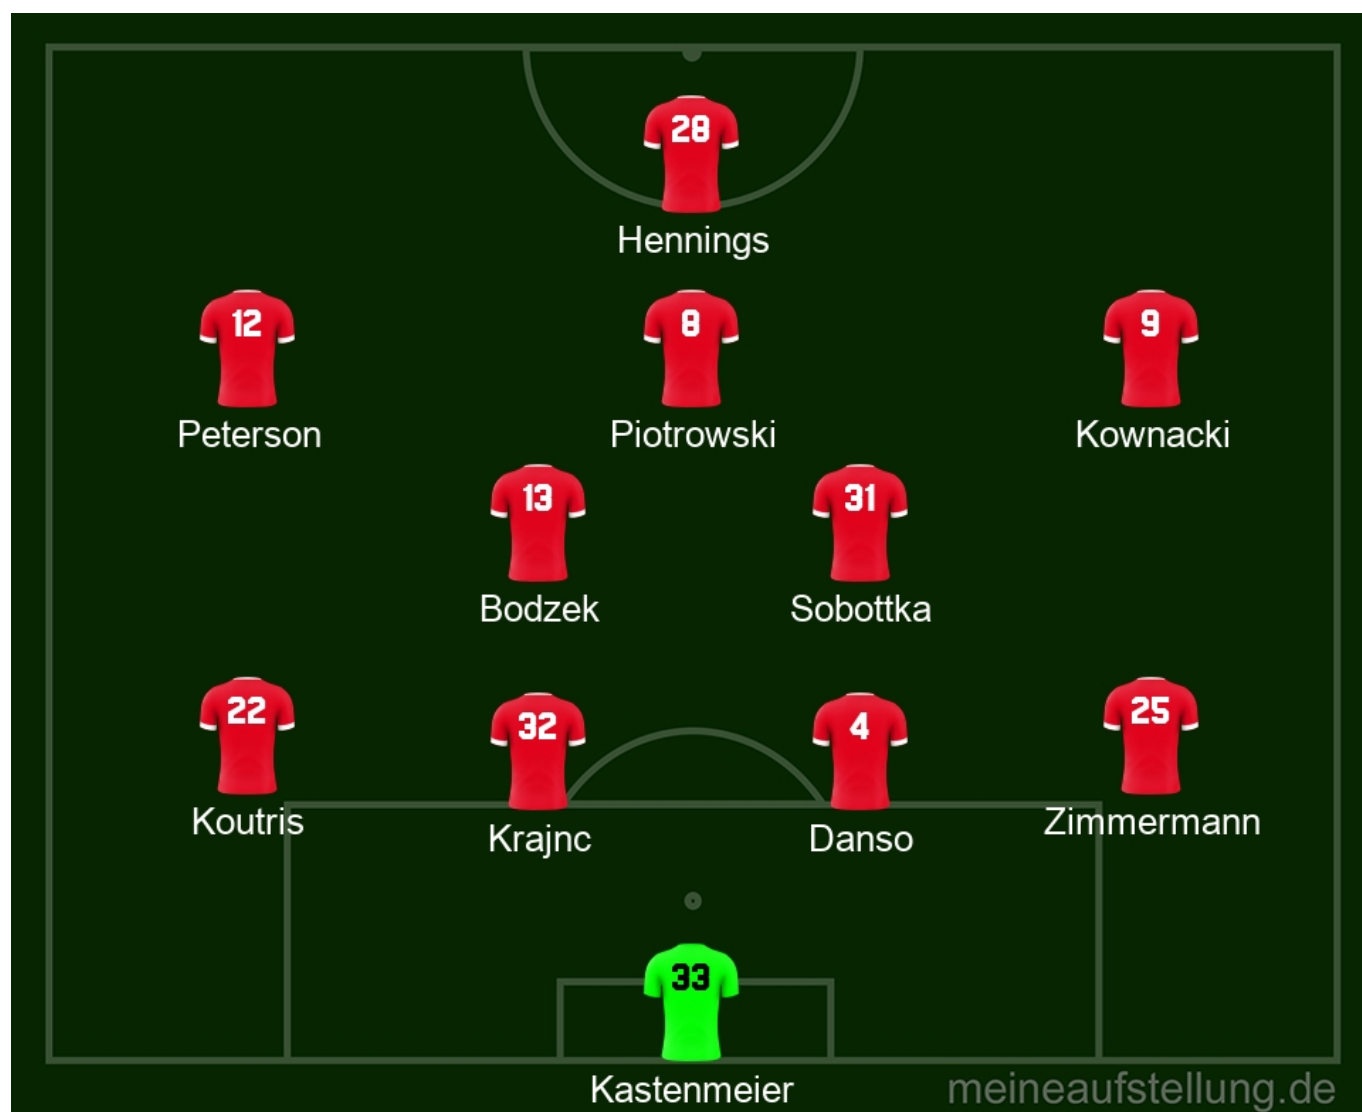 28
Hennings
12
8
9
Peterson
Piotrowski
Kownacki
13
31
Bodzek
Sobottka
22
32
4
25
Koutris
Krajnc
Danso
Zimmermann
33
Kastenmeier
meineaufstellung.de